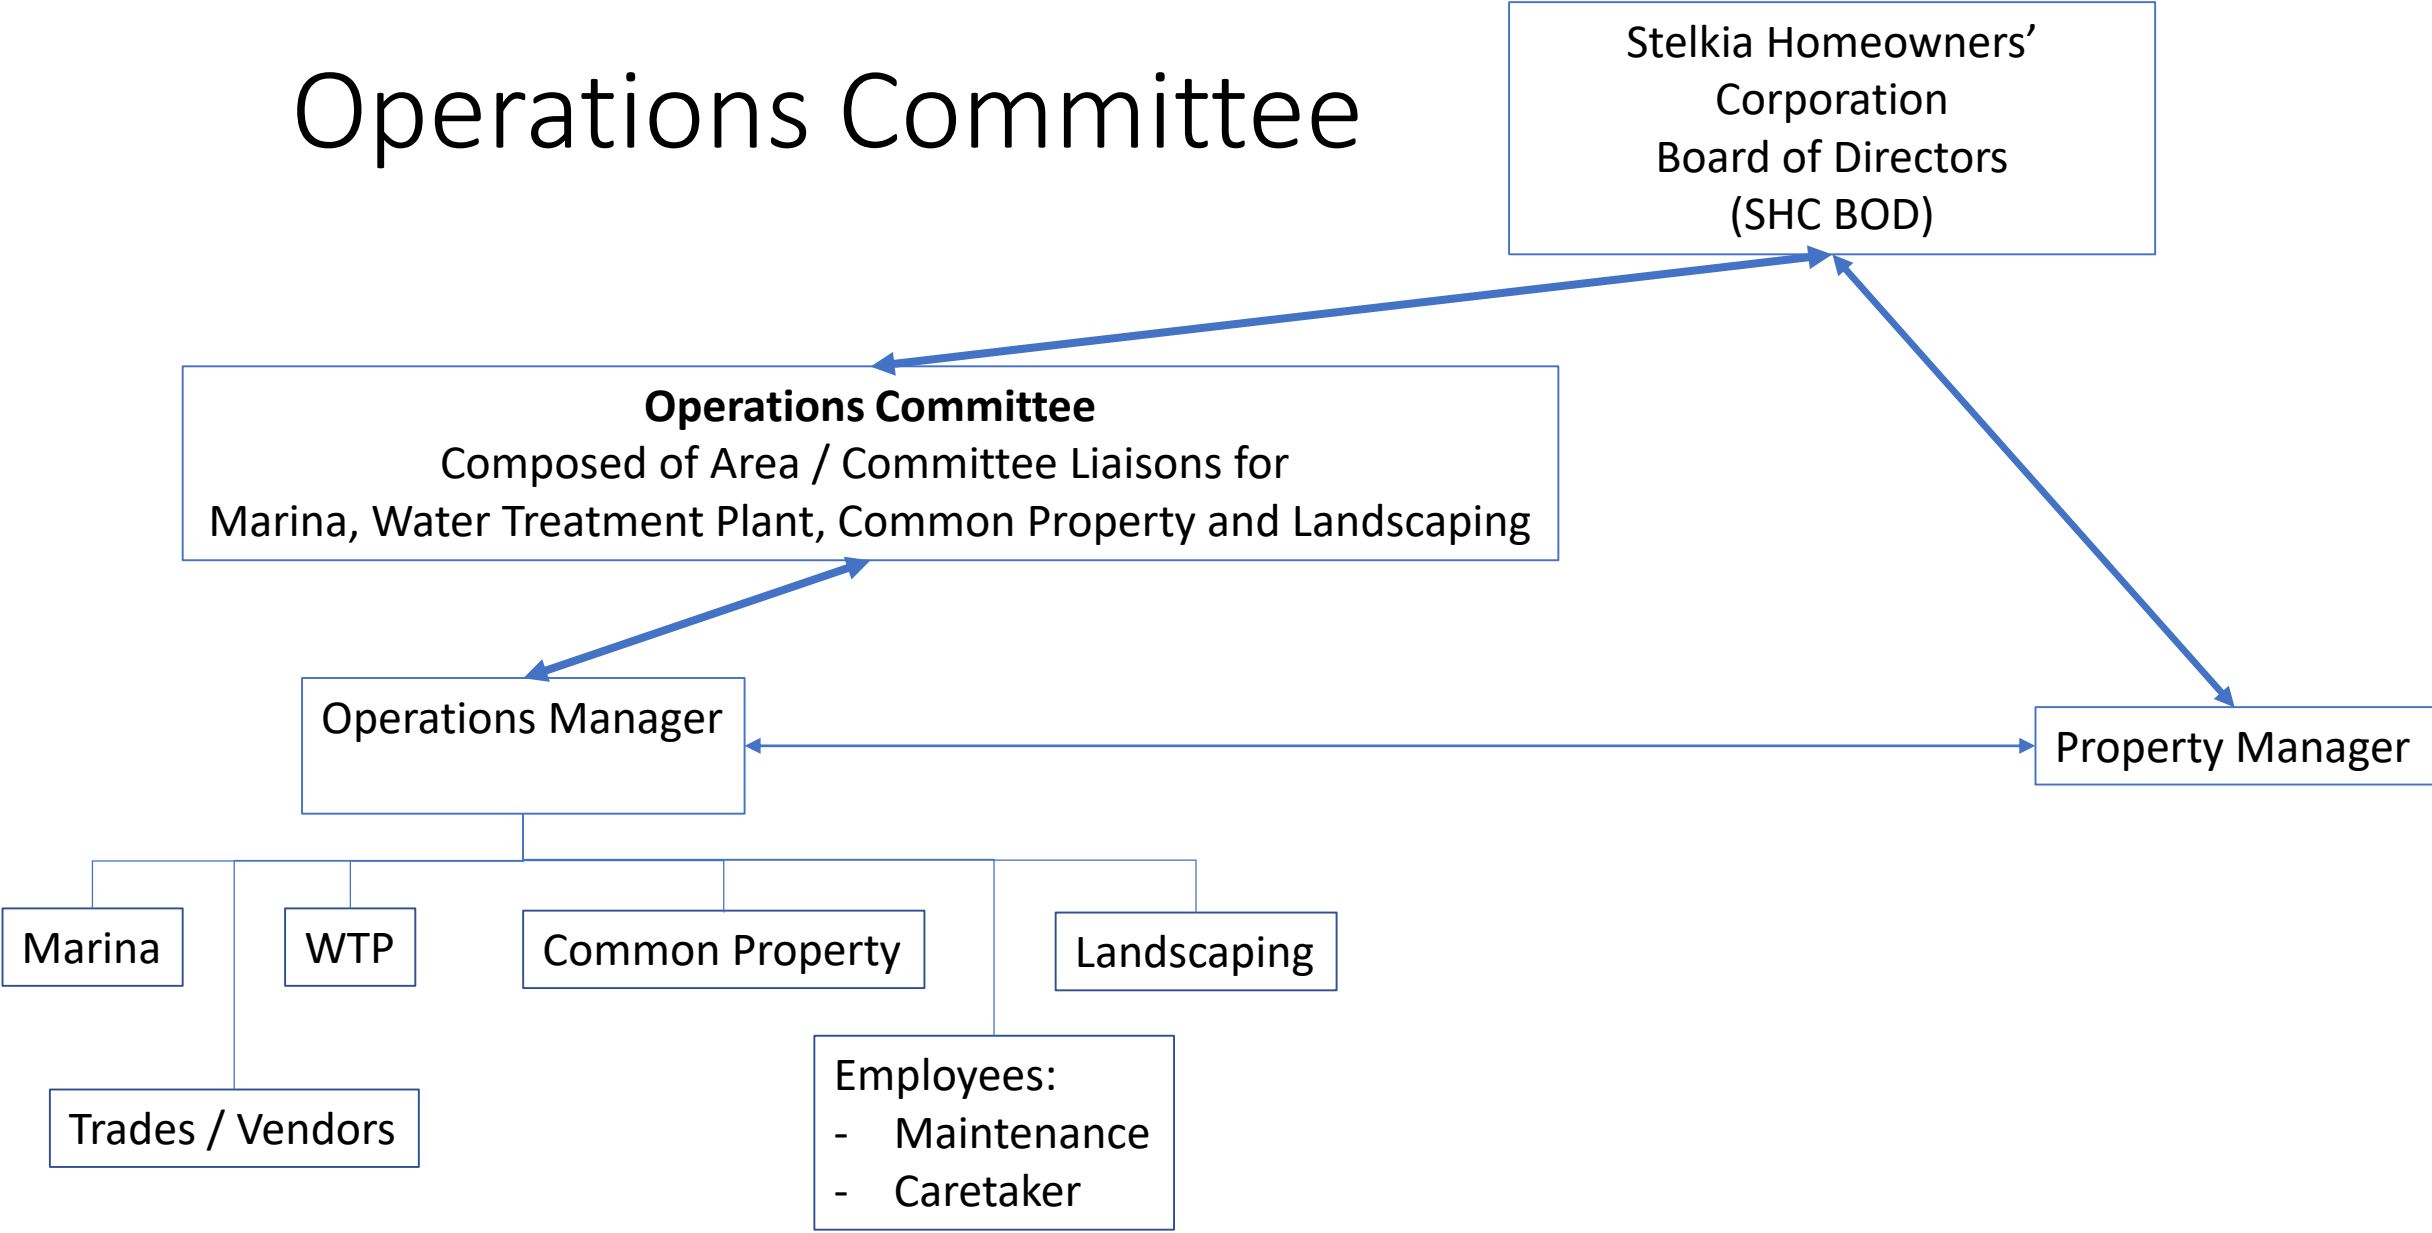 Operations Committee
Stelkia Homeowners’
Corporation
Board of Directors
(SHC BOD)
Operations Committee
Composed of Area / Committee Liaisons for
Marina, Water Treatment Plant, Common Property and Landscaping
Operations Manager
Property Manager
Marina
WTP
Common Property
Landscaping
Trades / Vendors
Employees:
- Maintenance
- Caretaker